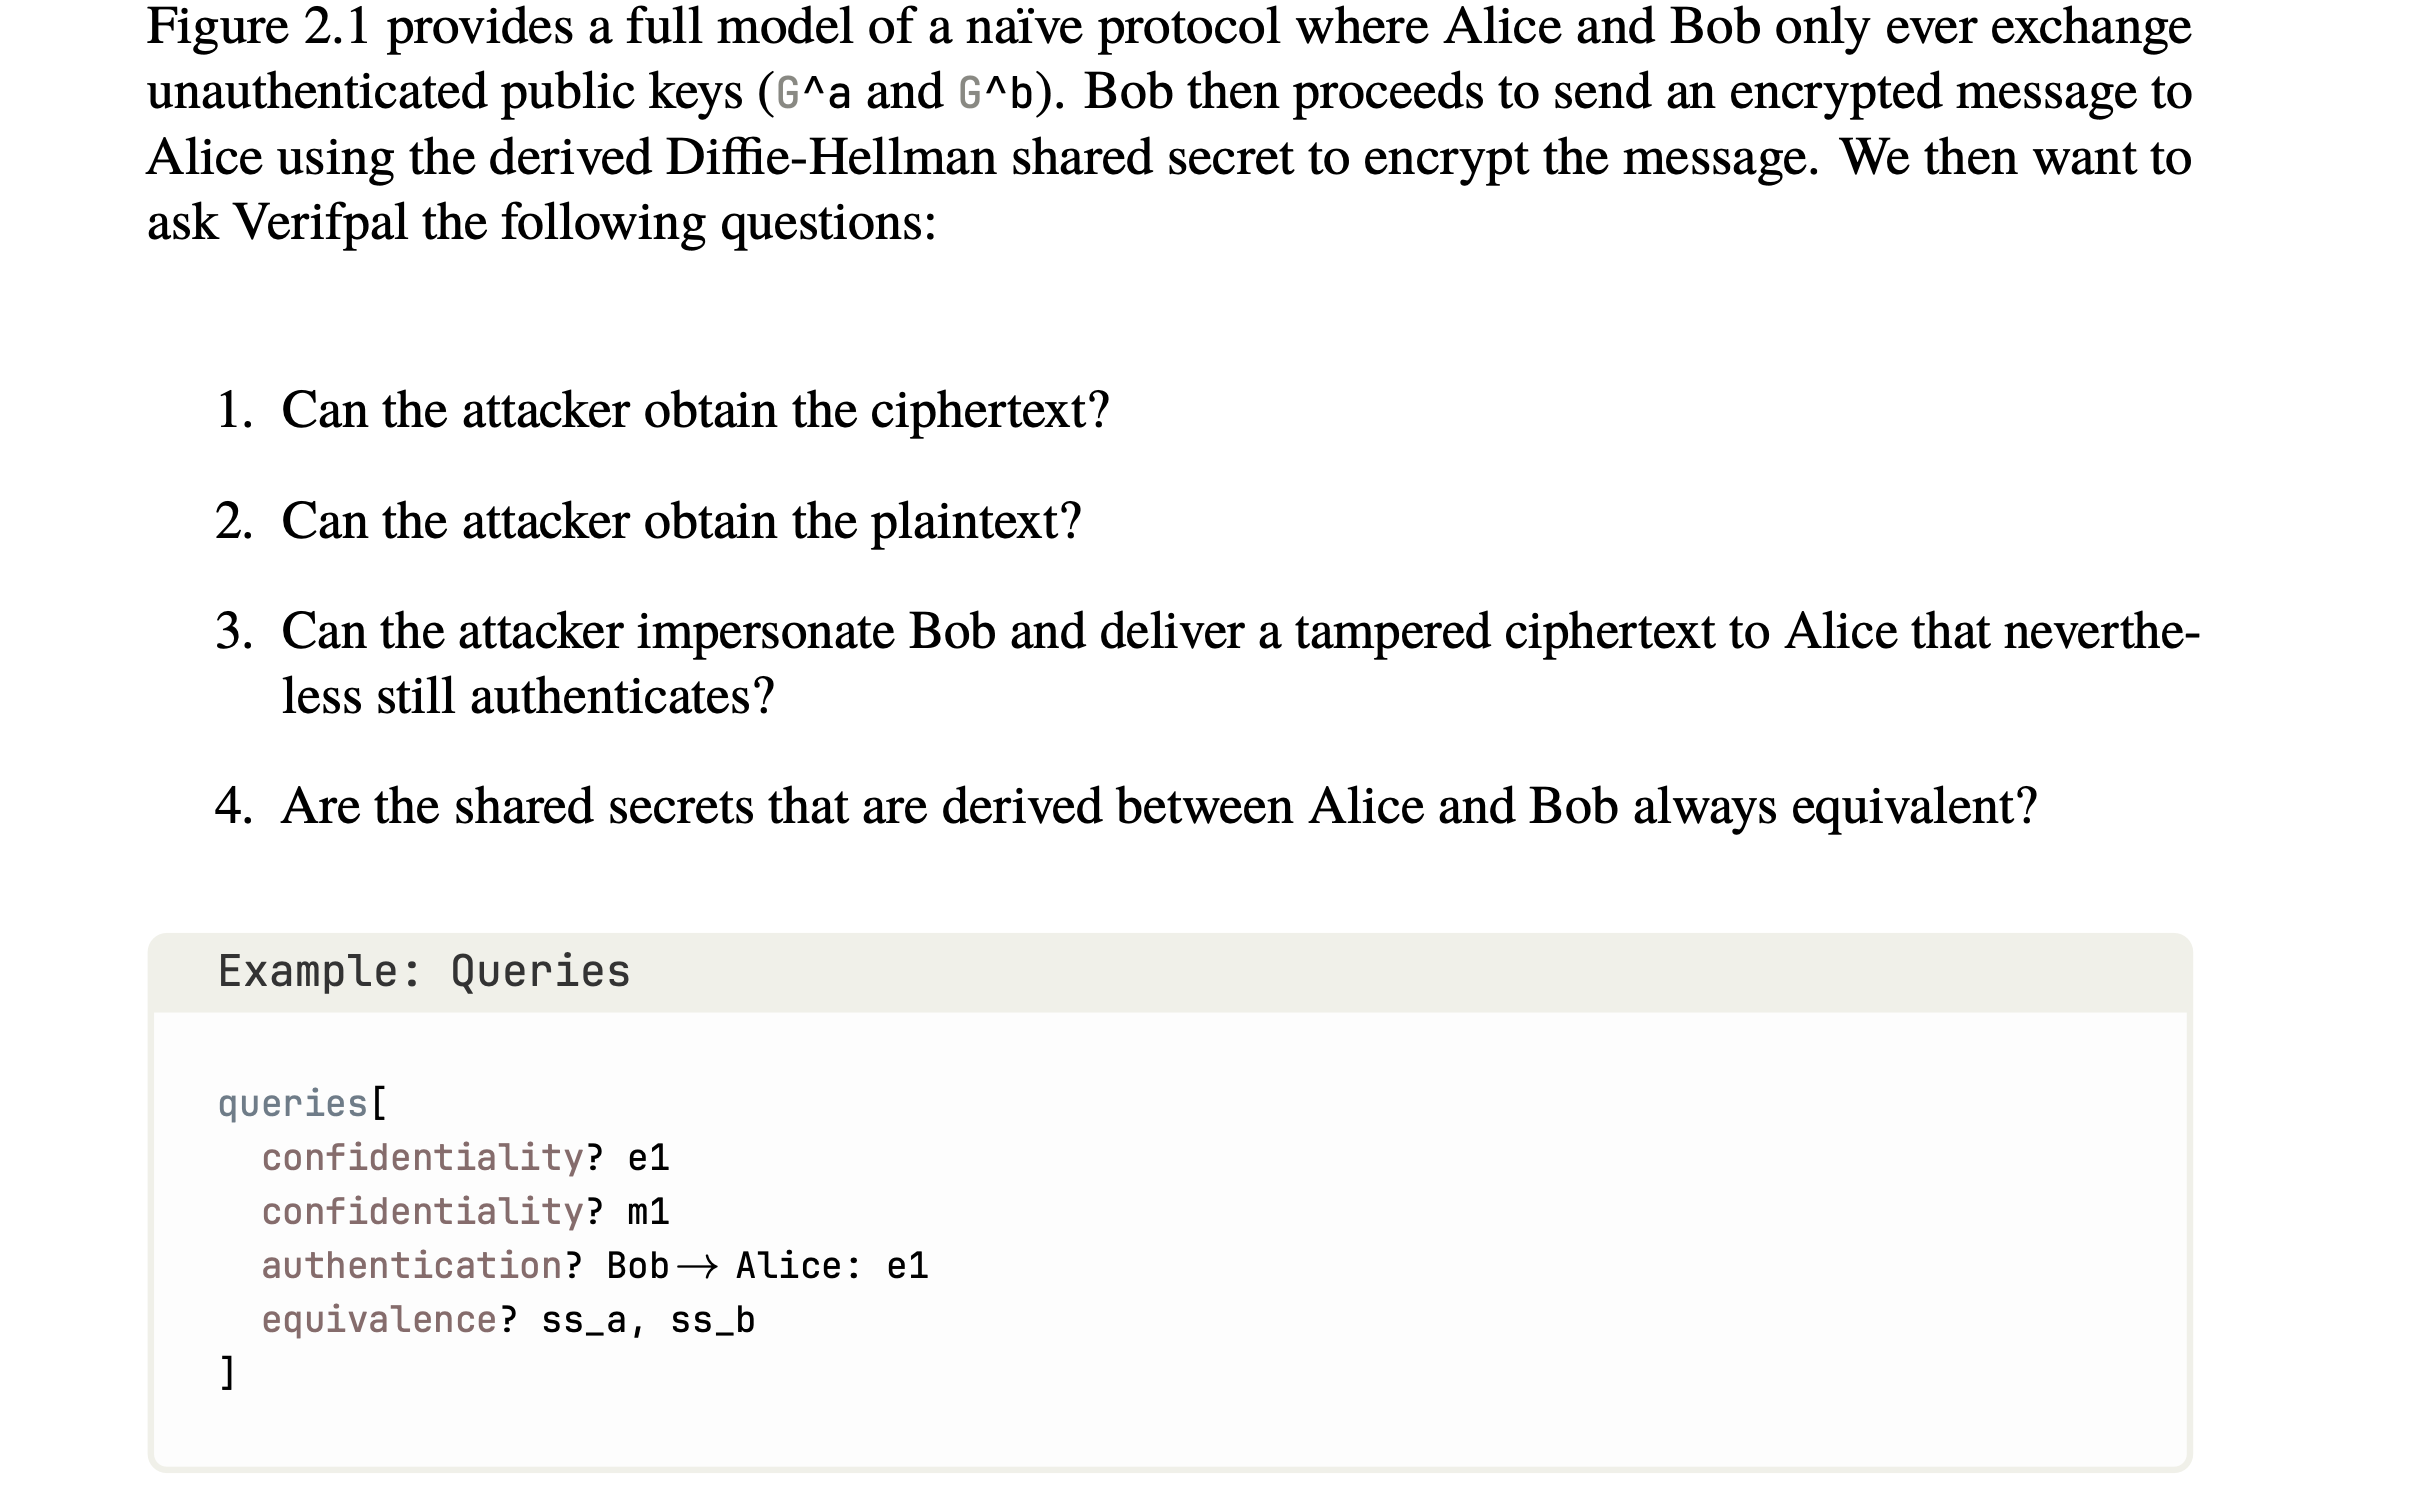 Figure 2.1 provides a full model of a naïve protocol where Alice and Bob only ever exchange
unauthenticated public keys (G^a and G^b). Bob then proceeds to send an encrypted message to
Alice using the derived Diffie-Hellman shared secret to encrypt the message. We then want to
ask Verifpal the following questions:
1. Can the attacker obtain the ciphertext?
2. Can the attacker obtain the plaintext?
3. Can the attacker impersonate Bob and deliver a tampered ciphertext to Alice that neverthe-
less still authenticates?
4. Are the shared secrets that are derived between Alice and Bob always equivalent?
Example: Queries
queries[
confidentiality? e1
confidentiality? m1
authentication? Bob→ Alice: e1
equivalence? ss_a, ss_b
]